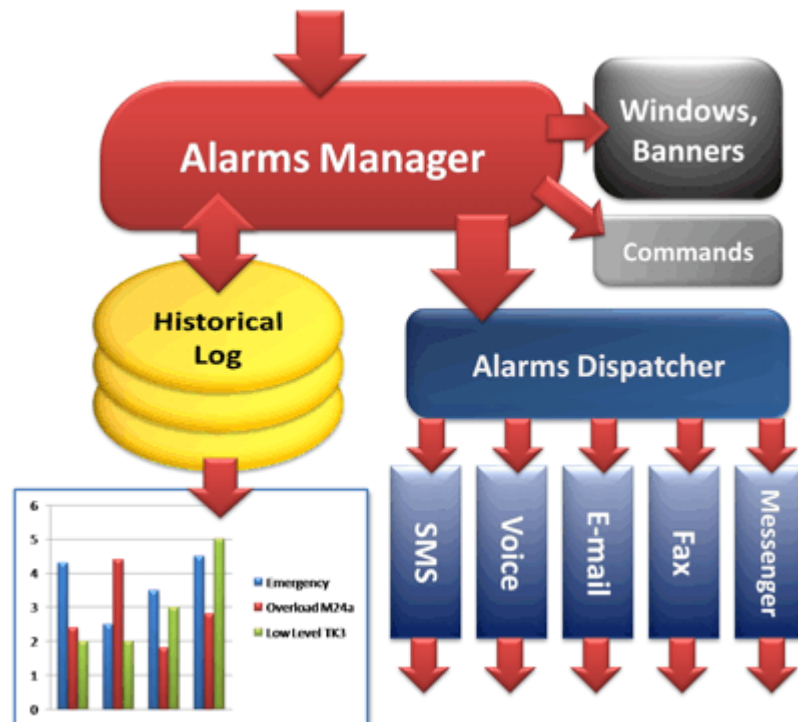 Alarms Manager
Windows,
Banners
Commands
Historical
Log
Alarms Dispatcher
SMS
Voice
E-mail
Fax
Messenger
6
5
4
3
2
1
0
Emergency
Overload M24a
Low Level TK3